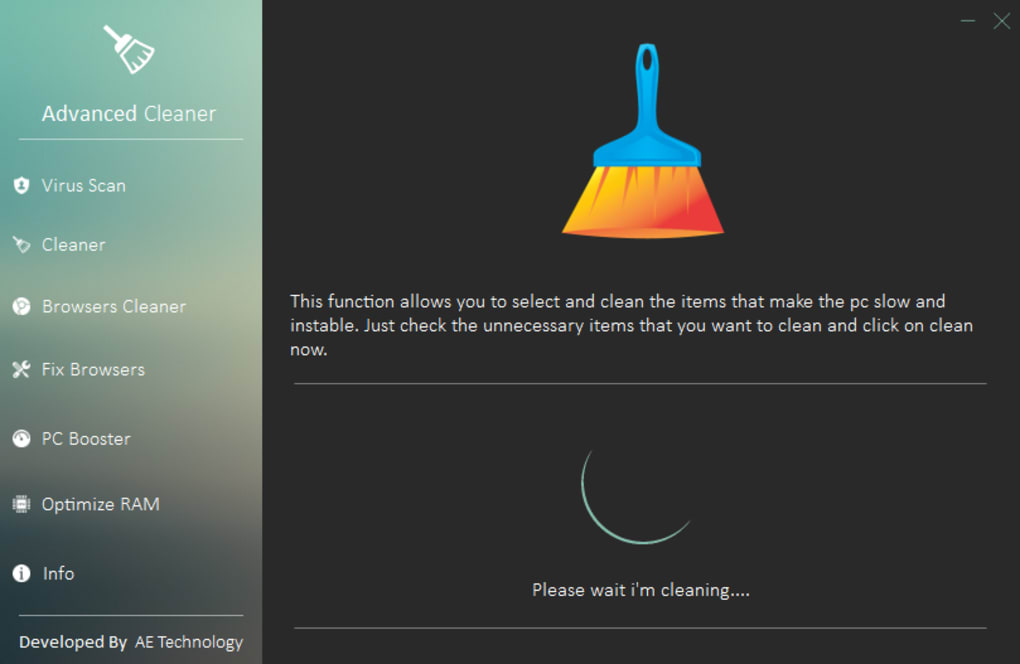 Advanced Cleaner
Virus Scan
Cleaner
Browsers Cleaner
Fix Browsers
PC Booster
Optimize RAM
Info
Developed By AE Technology
This function allows you to select and clean the items that make the pc slow and
instable. Just check the unnecessary items that you want to clean and click on clean
now.
Please wait i'm cleaning....